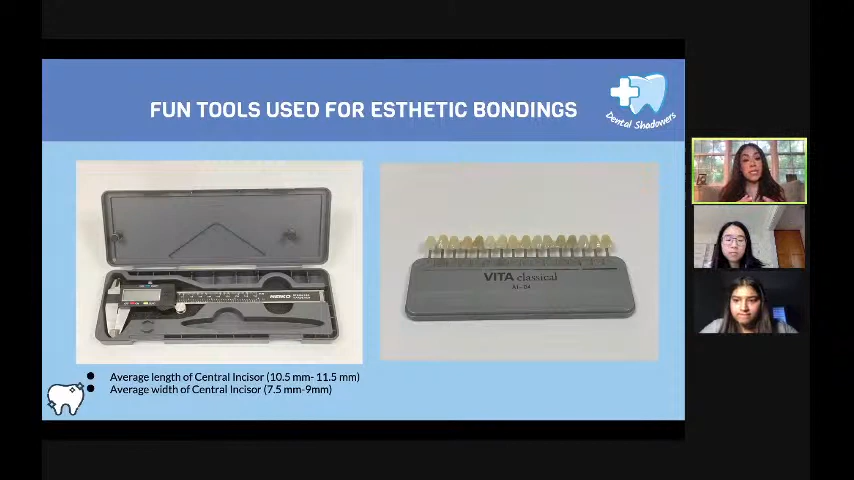 FUN TOOLS USED FOR ESTHETIC BONDINGS
Dental Shadowers
VITA classical
Average length of Central Incisor (10.5 mm- 11.5 mm)
Average width of Central Incisor (7.5 mm-9mm)